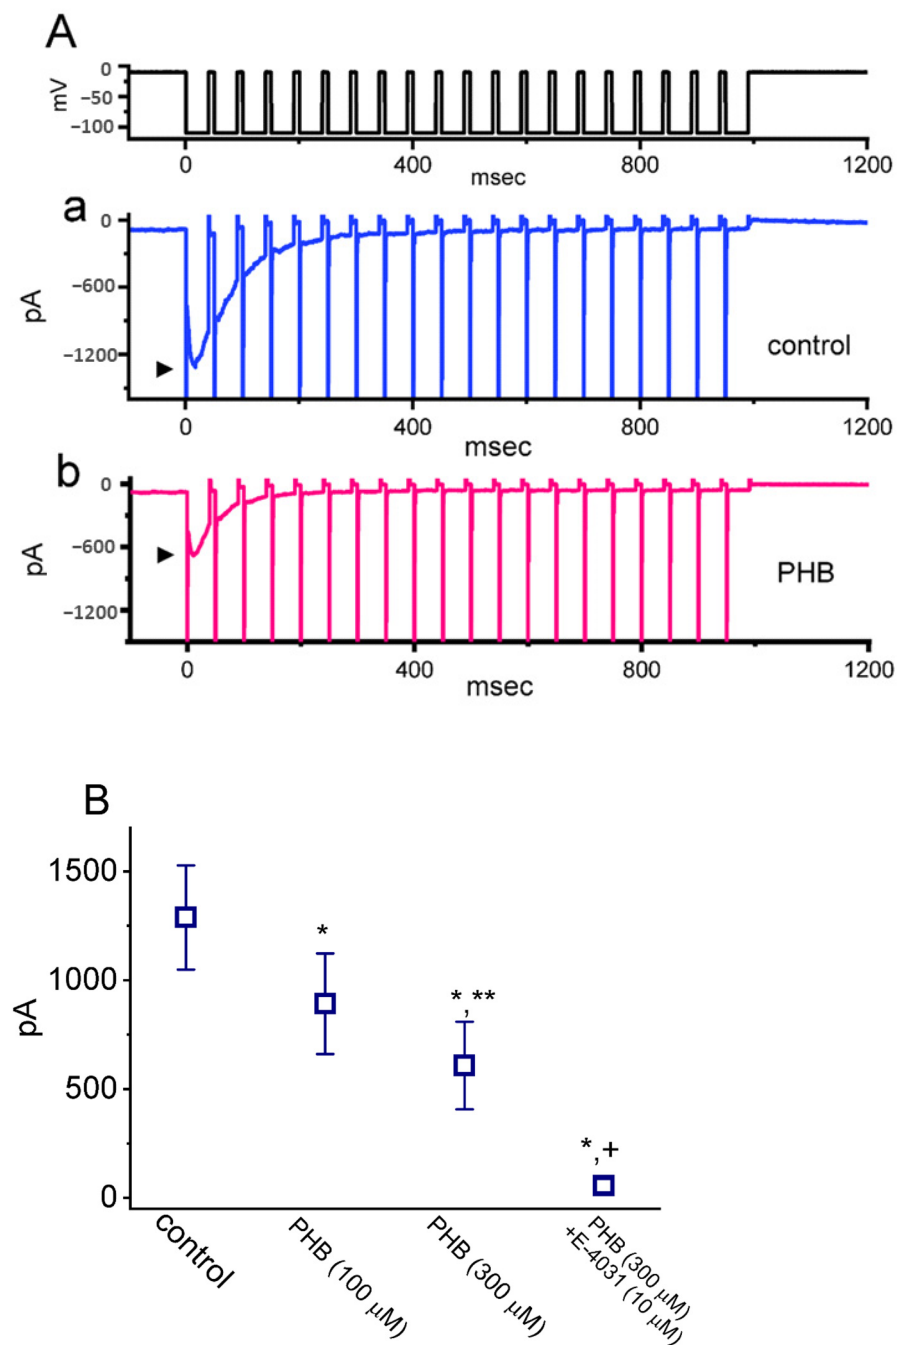 A
mV
0
−50
−100
0
400
800
1200
msec
a
pA
0
−600
−1200
control
0
400
800
1200
msec
b
pA
0
−600
−1200
PHB
0
400
800
1200
msec
B
pA
1500
1000
500
0
*
*,**
*,+
control
PHB (100 μM)
PHB (300 μM)
PHB (300 μM)
+E-4031 (10 μM)